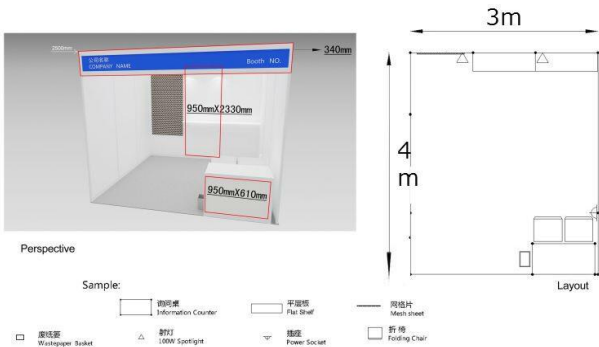 3m
340mm
公司名称
COMPANY NAME
Booth NO.
950mmX2330mm
4
m
950mmX610mm
Perspective
Layout
Sample:
询问桌
Information Counter
平层板
Flat Shelf
网格片
Mesh sheet
废纸篓
Wastepaper Basket
射灯
100W Spotlight
插座
Power Socket
折 椅
Folding Chair